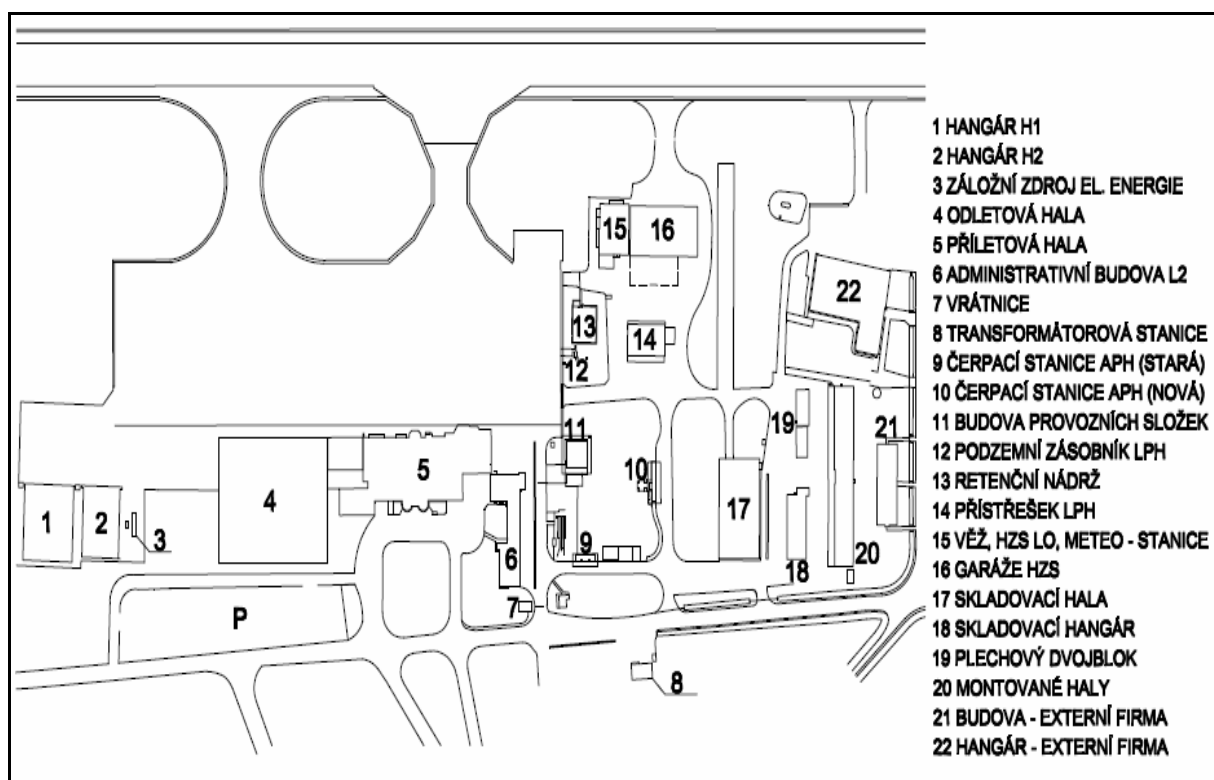 1 HANGÁR H1
2 HANGÁR H2
3 ZÁLOŽNÍ ZDROJ EL. ENERGIE
4 ODLETOVÁ HALA
5 PŘÍLETOVÁ HALA
6 ADMINISTRATIVNÍ BUDOVA L2
7 VRÁTNICE
8 TRANSFORMÁTOROVÁ STANICE
9 ČERPACÍ STANICE APH (STARÁ)
10 ČERPACÍ STANICE APH (NOVÁ)
11 BUDOVA PROVOZNÍCH SLOŽEK
12 PODZEMNÍ ZÁSOBNÍK LPH
13 RETENČNÍ NÁDRŽ
14 PŘÍSTŘEŠEK LPH
15 VĚŽ, HZS LO, METEO - STANICE
16 GARÁŽE HZS
17 SKLADOVACÍ HALA
18 SKLADOVACÍ HANGÁR
19 PLECHOVÝ DVOJBLOK
20 MONTOVANÉ HALY
21 BUDOVA - EXTERNÍ FIRMA
22 HANGÁR - EXTERNÍ FIRMA
15
16
22
13
14
12
19
21
11
5
10
4
17
1
2
3
9
6
18
20
7
P
8